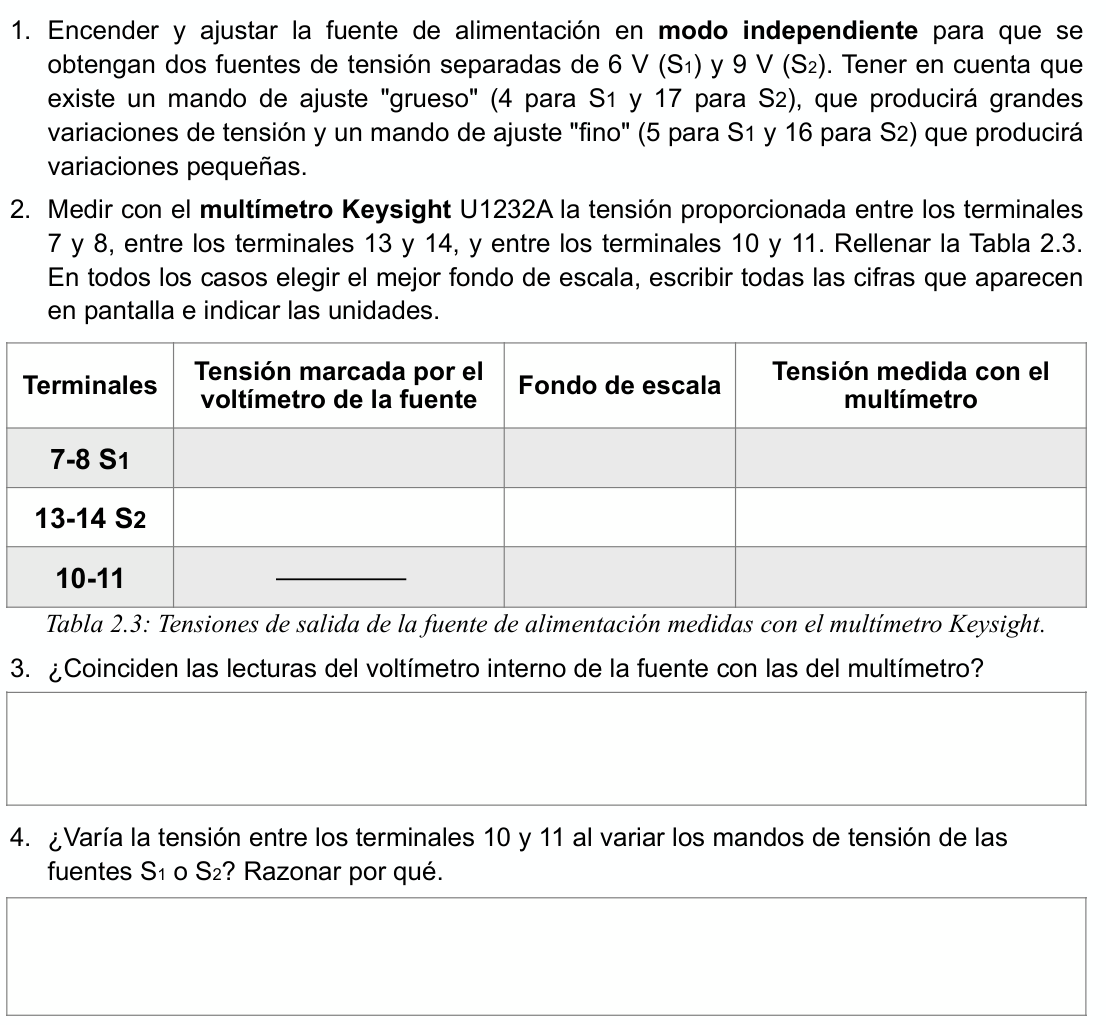 1. Encender y ajustar la fuente de alimentación en modo independiente para que se
obtengan dos fuentes de tensión separadas de 6 V (S1) y 9 V (S2). Tener en cuenta que
existe un mando de ajuste "grueso" (4 para S1 y 17 para S2), que producirá grandes
variaciones de tensión y un mando de ajuste "fino" (5 para S1 y 16 para S2) que producirá
variaciones pequeñas.
2. Medir con el multímetro Keysight U1232A la tensión proporcionada entre los terminales
7 y 8, entre los terminales 13 y 14, y entre los terminales 10 y 11. Rellenar la Tabla 2.3.
En todos los casos elegir el mejor fondo de escala, escribir todas las cifras que aparecen
en pantalla e indicar las unidades.
Terminales
Tensión marcada por el
voltímetro de la fuente
Fondo de escala
Tensión medida con el
multímetro
7-8 S1
13-14 S2
10-11
Tabla 2.3: Tensiones de salida de la fuente de alimentación medidas con el multímetro Keysight.
3. ¿Coinciden las lecturas del voltímetro interno de la fuente con las del multímetro?
4. ¿Varía la tensión entre los terminales 10 y 11 al variar los mandos de tensión de las
fuentes S1 o S2? Razonar por qué.